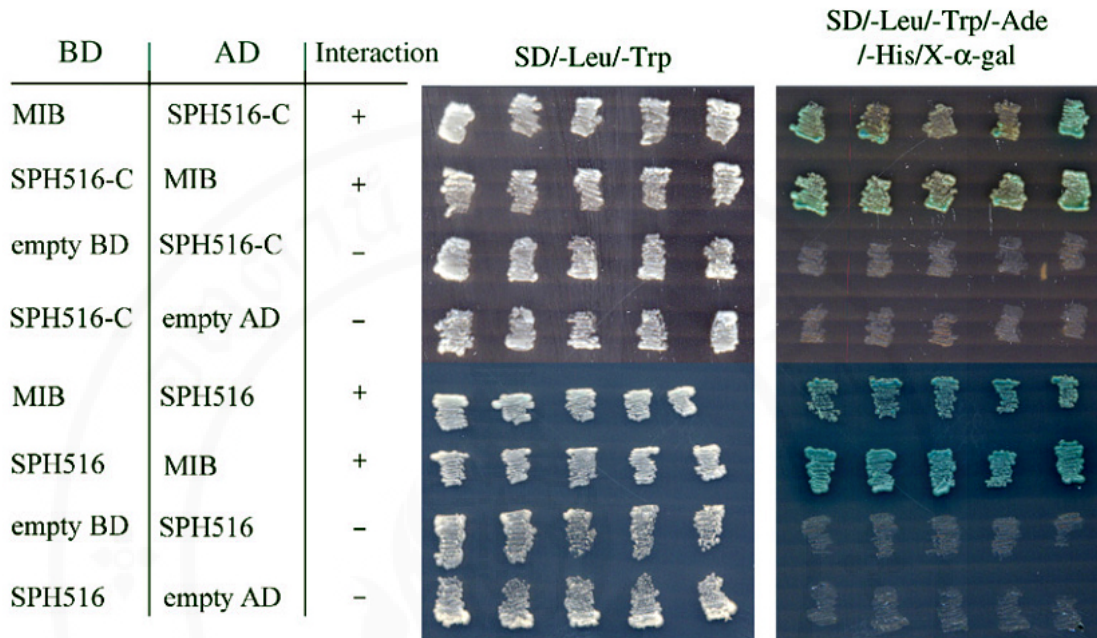 BD AD Interaction SD/-Leu/-Trp SD/-Leu/-Trp/-Ade
/-His/X-α-gal
MIB SPH516-C +
SPH516-C MIB +
empty BD SPH516-C −
SPH516-C empty AD −
MIB SPH516 +
SPH516 MIB +
empty BD SPH516 −
SPH516 empty AD −